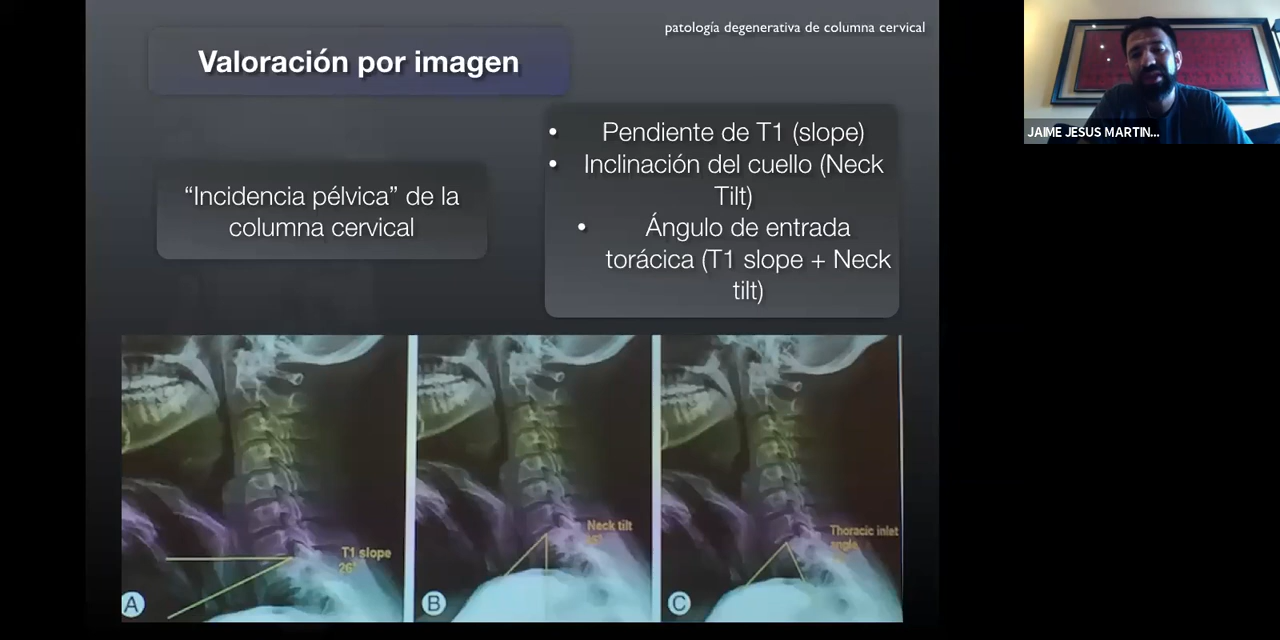 patología degenerativa de columna cervical
Valoración por imagen
JAIME JESUS MARTIN...
• Pendiente de T1 (slope)
• Inclinación del cuello (Neck
Tilt)
• Ángulo de entrada
torácica (T1 slope + Neck
tilt)
“Incidencia pélvica” de la
columna cervical
T1 slope
26°
A
Neck tilt
B
Thoracic inlet
angle
C